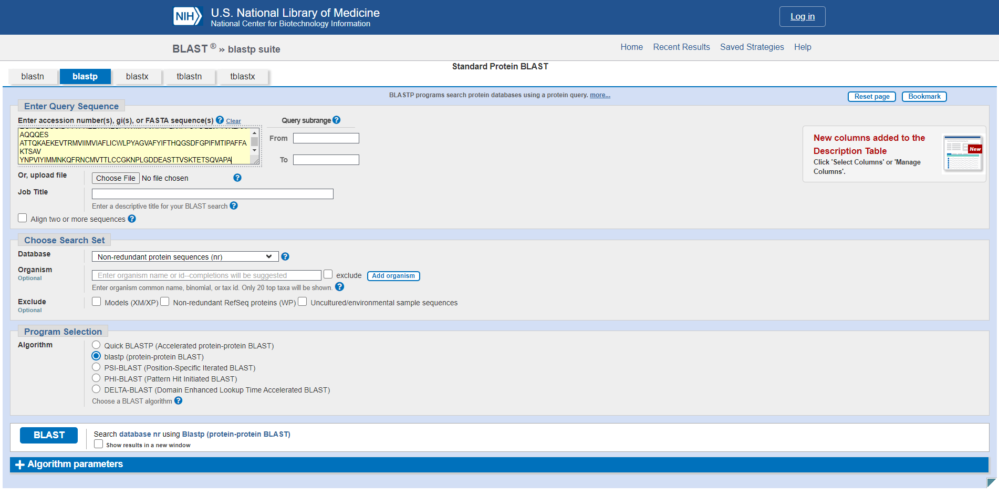 NIH
U.S. National Library of Medicine
National Center for Biotechnology Information
Log in
BLAST ® » blastp suite
Home Recent Results Saved Strategies Help
blastn blastp blastx tblastn tblastx
Standard Protein BLAST
BLASTP programs search protein databases using a protein query. more...
Reset page Bookmark
Enter Query Sequence
Enter accession number(s), gi(s), or FASTA sequence(s) ? Clear
AQQQES
ATTQKAEKEVTRMVIIMVIAFLICWLPYAGVAFYIFTHQGSDFGPIFMTIPAFFA
KTSAV
YNPVIYIMMNKQFRNCMVTTLCCGKNPLGDDEASTTVSKTETSQVAPA
Query subrange ?
From
To
New columns added to the
Description Table
Click 'Select Columns' or 'Manage
Columns'.
New
Or, upload file
Choose File No file chosen ?
Job Title
Enter a descriptive title for your BLAST search ?
Align two or more sequences ?
Choose Search Set
Database
Non-redundant protein sequences (nr) ?
Organism
Optional
Enter organism name or id--completions will be suggested
exclude Add organism
Enter organism common name, binomial, or tax id. Only 20 top taxa will be shown. ?
Exclude
Optional
Models (XM/XP) Non-redundant RefSeq proteins (WP) Uncultured/environmental sample sequences
Program Selection
Algorithm
Quick BLASTP (Accelerated protein-protein BLAST)
blastp (protein-protein BLAST)
PSI-BLAST (Position-Specific Iterated BLAST)
PHI-BLAST (Pattern Hit Initiated BLAST)
DELTA-BLAST (Domain Enhanced Lookup Time Accelerated BLAST)
Choose a BLAST algorithm ?
BLAST
Search database nr using Blastp (protein-protein BLAST)
Show results in a new window
+ Algorithm parameters